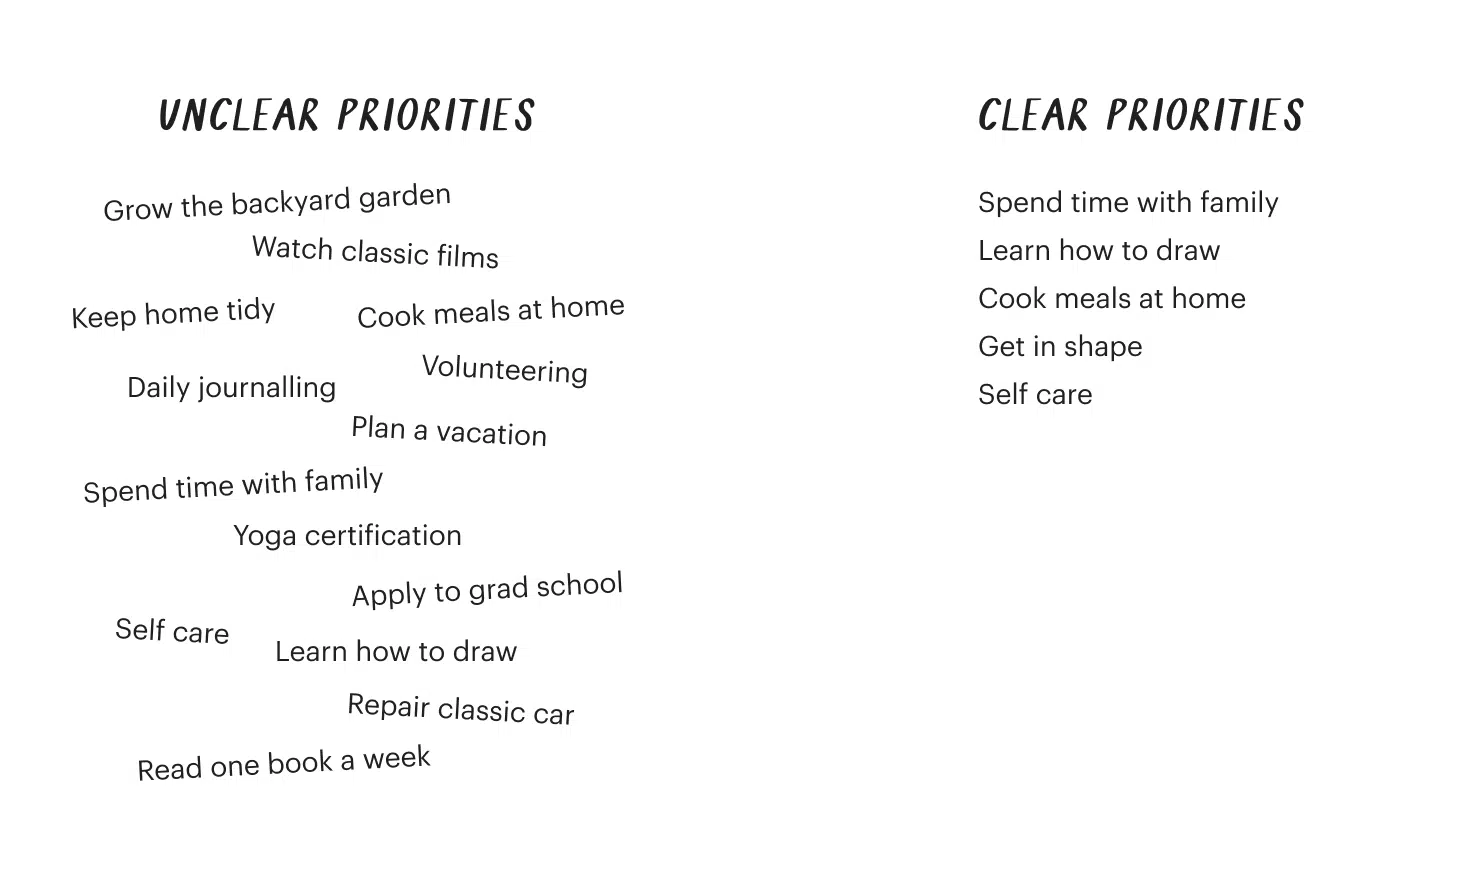 UNCLEAR PRIORITIES
Grow the backyard garden
Watch classic films
Keep home tidy
Cook meals at home
Volunteering
Daily journalling
Plan a vacation
Spend time with family
Yoga certification
Apply to grad school
Self care
Learn how to draw
Repair classic car
Read one book a week
CLEAR PRIORITIES
Spend time with family
Learn how to draw
Cook meals at home
Get in shape
Self care